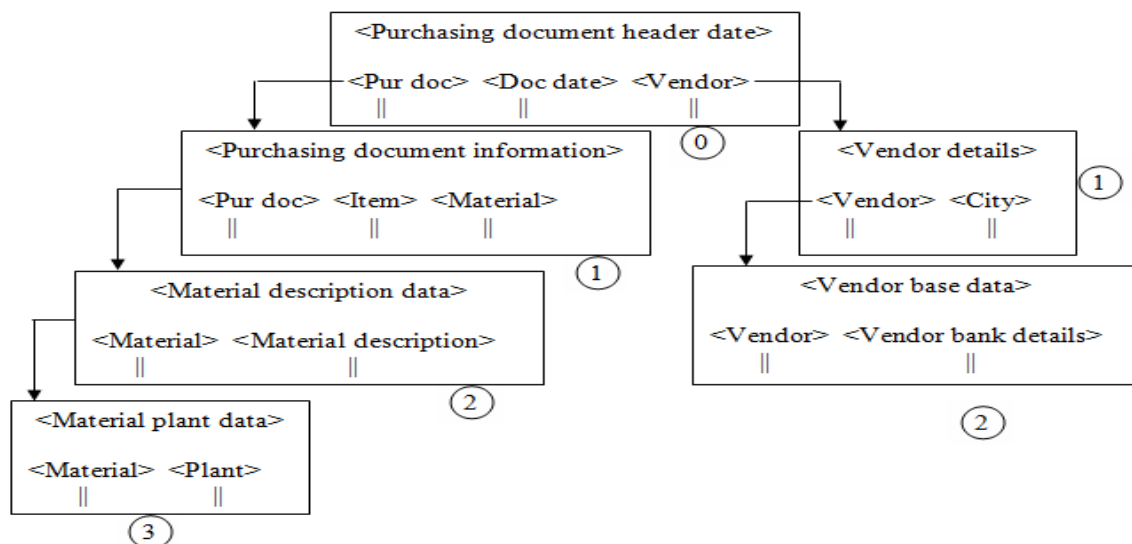 <Purchasing document header date>
<Pur doc> <Doc date> <Vendor>
|| || ||
0
<Purchasing document information>
<Pur doc> <Item> <Material>
|| || ||
1
<Vendor details>
<Vendor> <City>
|| ||
1
<Material description data>
<Material> <Material description>
|| ||
2
<Vendor base data>
<Vendor> <Vendor bank details>
|| ||
2
<Material plant data>
<Material> <Plant>
|| ||
3